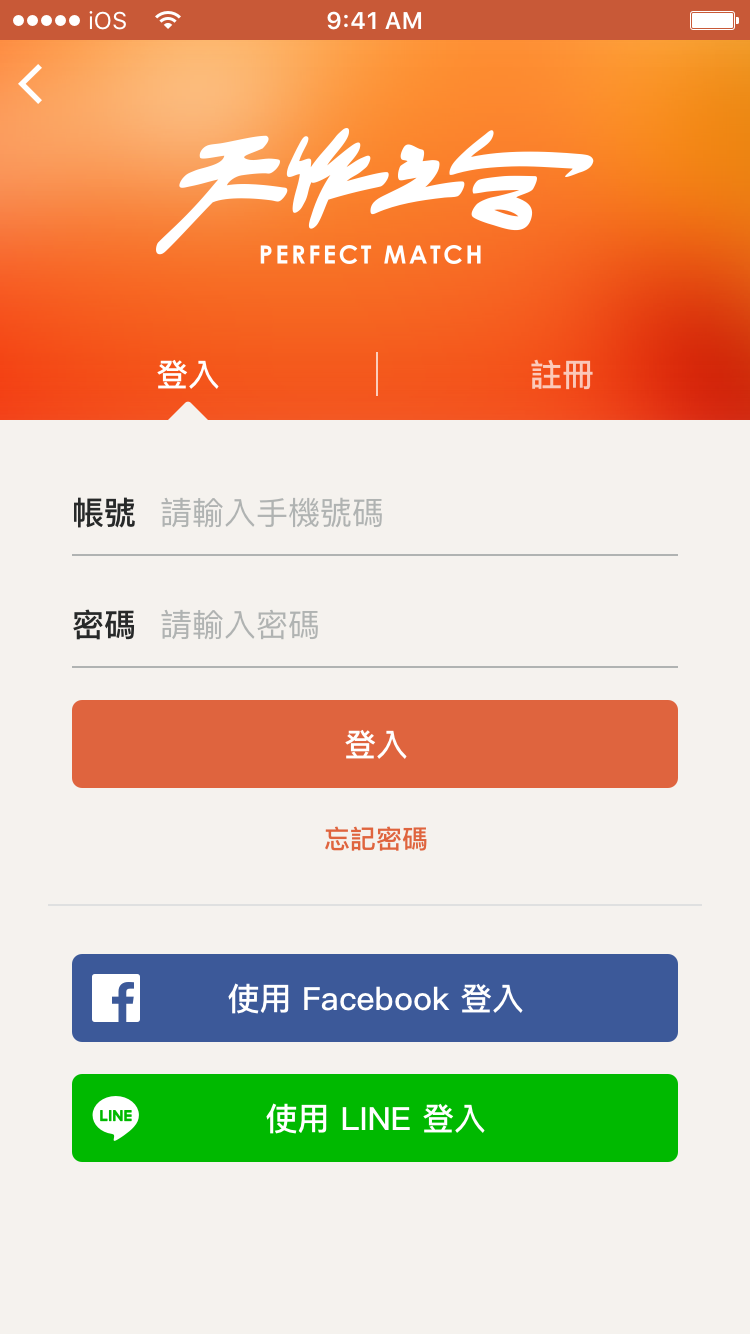 iOS 9:41 AM
天作之合
PERFECT MATCH
登入 註冊
帳號 請輸入手機號碼
密碼 請輸入密碼
登入
忘記密碼
使用 Facebook 登入
LINE 使用 LINE 登入